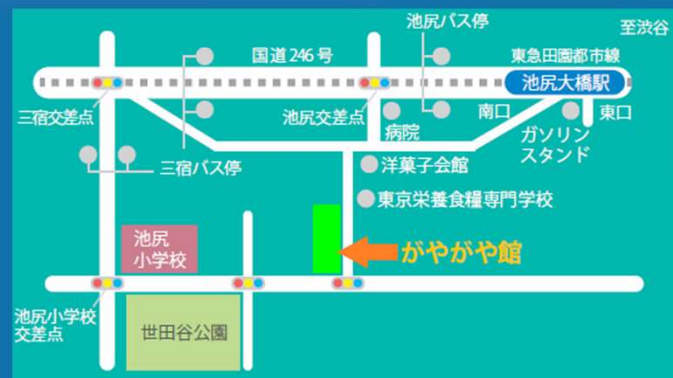 池尻バス停
至渋谷
国道246号
東急田園都市線
池尻大橋駅
三宿交差点
池尻交差点
南口
東口
病院
ガソリン
スタンド
三宿バス停
洋菓子会館
東京栄養食糧専門学校
池尻
小学校
がやがや館
池尻小学校
交差点
世田谷公園